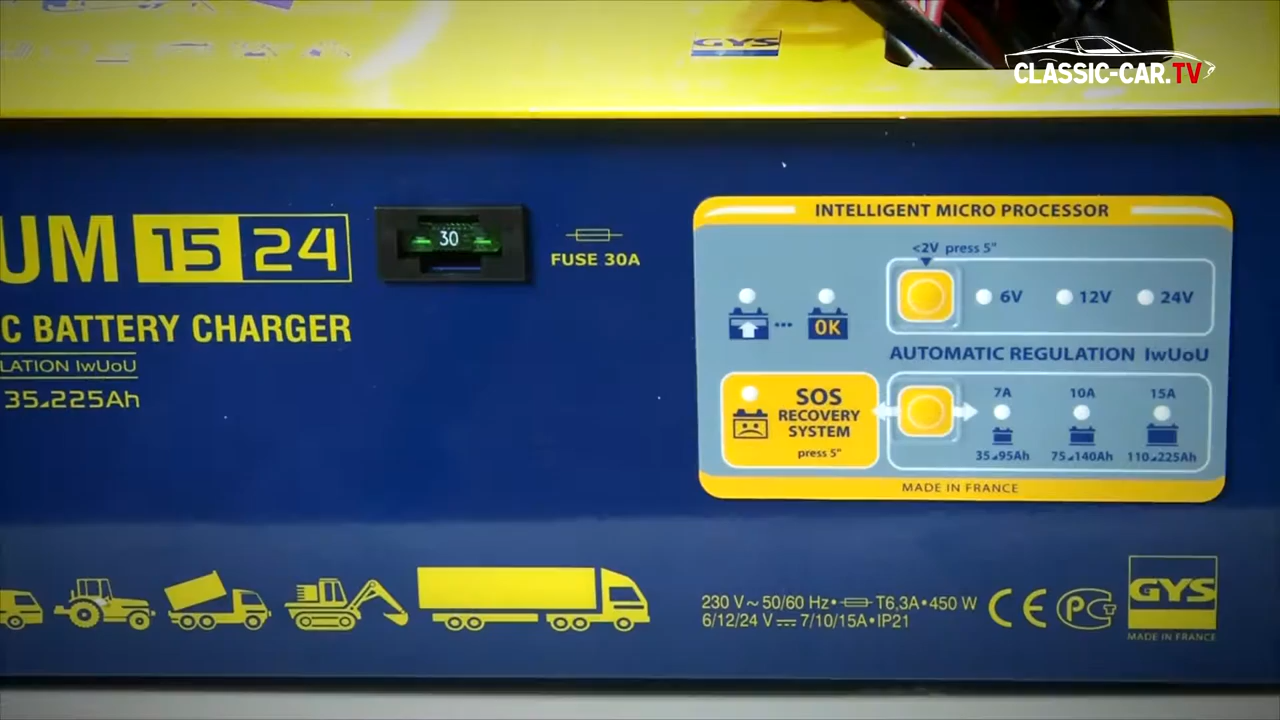 GYS
CLASSIC-CAR.TV
UM 15 24
30
FUSE 30A
C BATTERY CHARGER
LATION IwUoU
35 225Ah
INTELLIGENT MICRO PROCESSOR
<2V press 5"
6V 12V 24V
... OK
AUTOMATIC REGULATION IwUoU
SOS
RECOVERY
SYSTEM
press 5"
7A 10A 15A
35 95Ah 75 140Ah 110 225Ah
MADE IN FRANCE
230 V ~ 50/60 Hz • T6,3A • 450 W
6/12/24 V ⎓ 7/10/15A • IP21
CE
GYS
MADE IN FRANCE